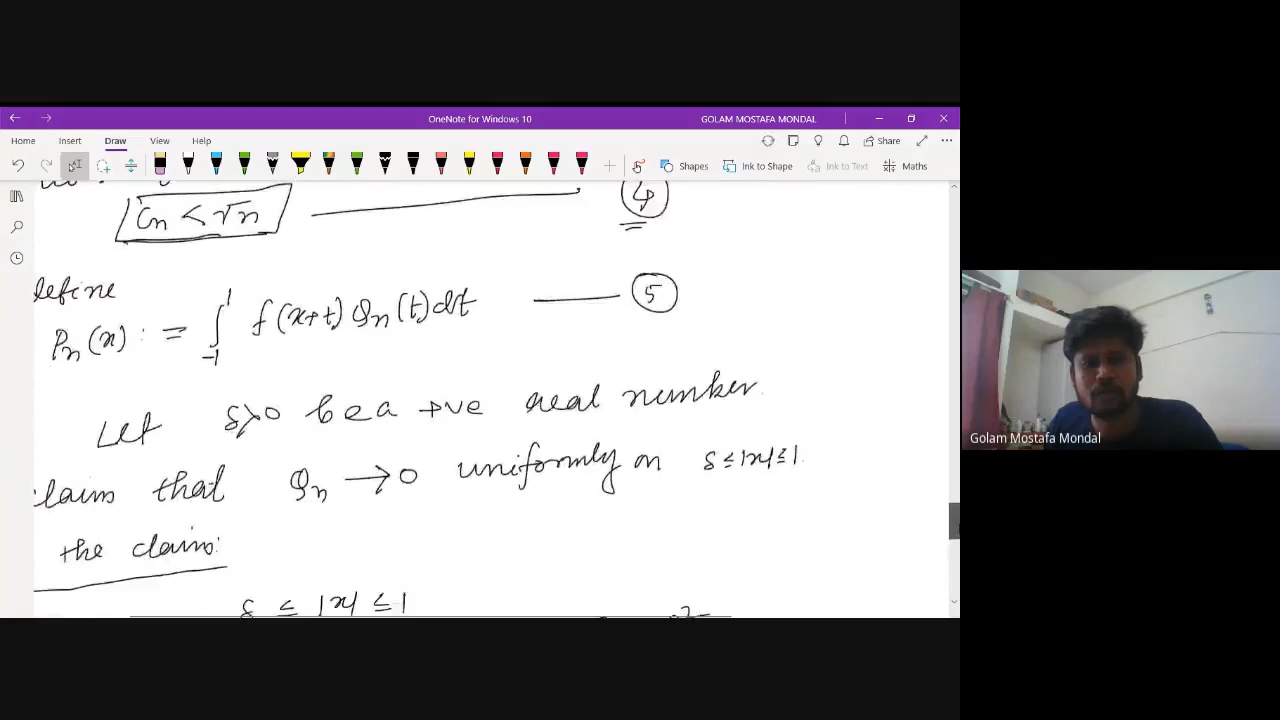 OneNote for Windows 10
GOLAM MOSTAFA MONDAL
Home Insert Draw View Help
Share
Shapes Ink to Shape Ink to Text Maths
Cn < √n 4
define
Pn(x) := ∫_{-1}^{1} f(x+t) Qn(t) dt 5
Let δ>0 be a +ve real number.
claim that Qn → 0 uniformly on δ ≤ |x| ≤ 1.
the claim:
δ ≤ |x| ≤ 1
Golam Mostafa Mondal